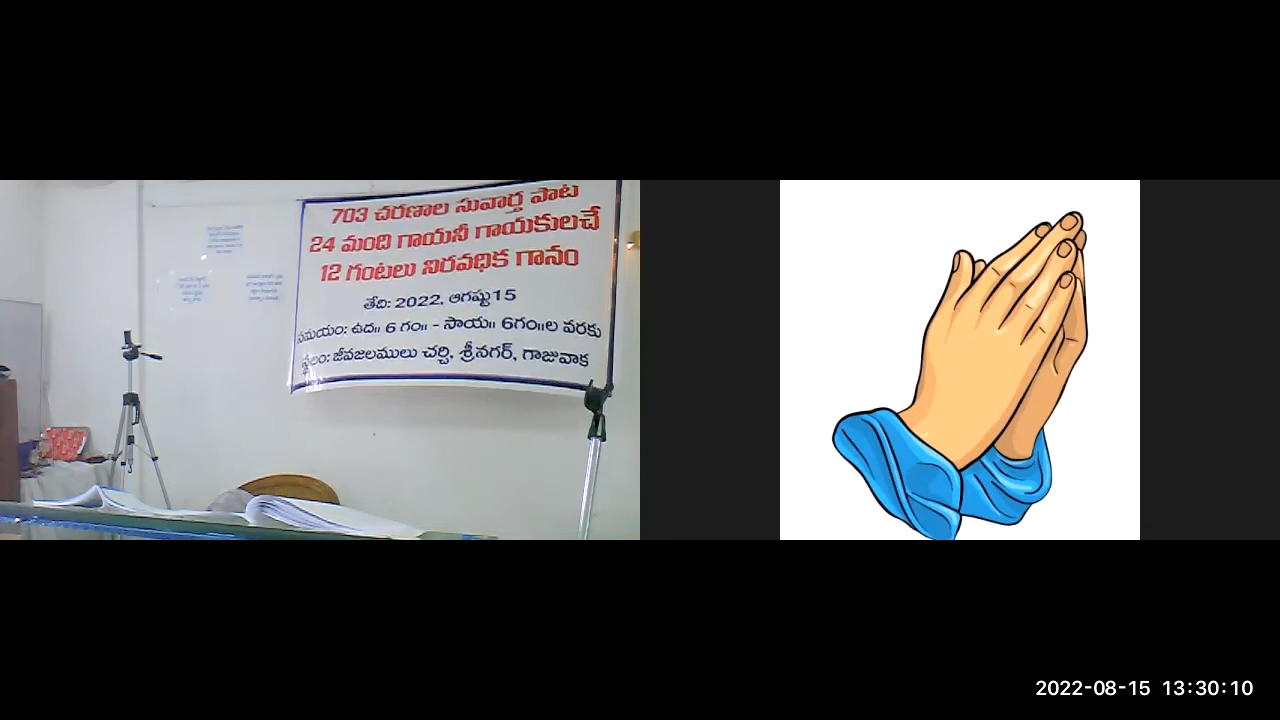 703 చరణాల సువార్త పాట
24 మంది గాయనీ గాయకులచే
12 గంటలు నిరవధిక గానం
తేది: 2022. ఆగష్టు 15
సమయం: ఉద॥ 6 గం॥ - సాయ॥ 6గం॥ల వరకు
స్థలం: జీవజలములు చర్చి, శ్రీనగర్, గాజువాక
2022-08-15 13:30:10